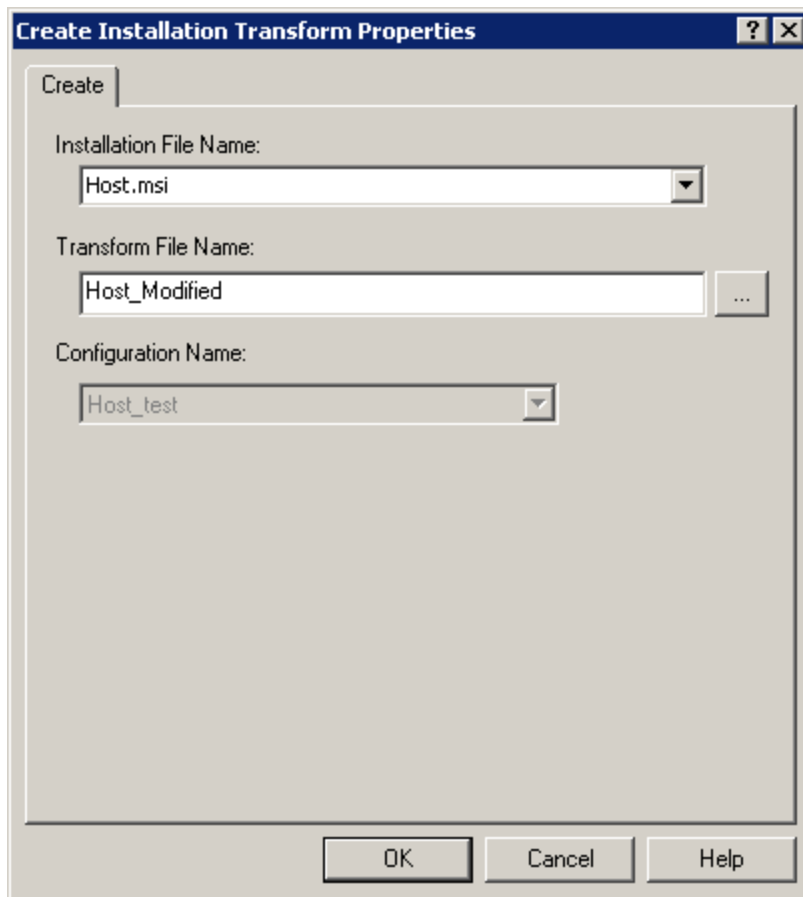 Create Installation Transform Properties
Create
Installation File Name:
Host.msi
Transform File Name:
Host_Modified
...
Configuration Name:
Host_test
OK Cancel Help